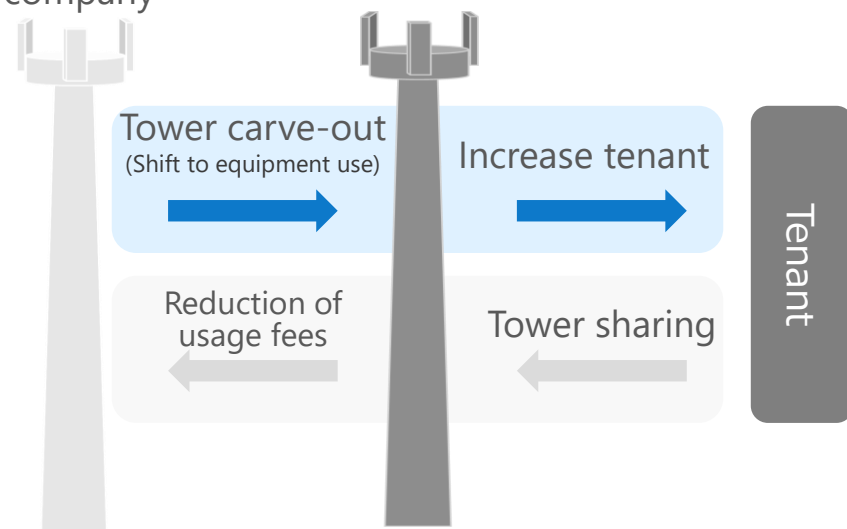 company
Tower carve-out
(Shift to equipment use)
Increase tenant
Reduction of
usage fees
Tower sharing
Tenant